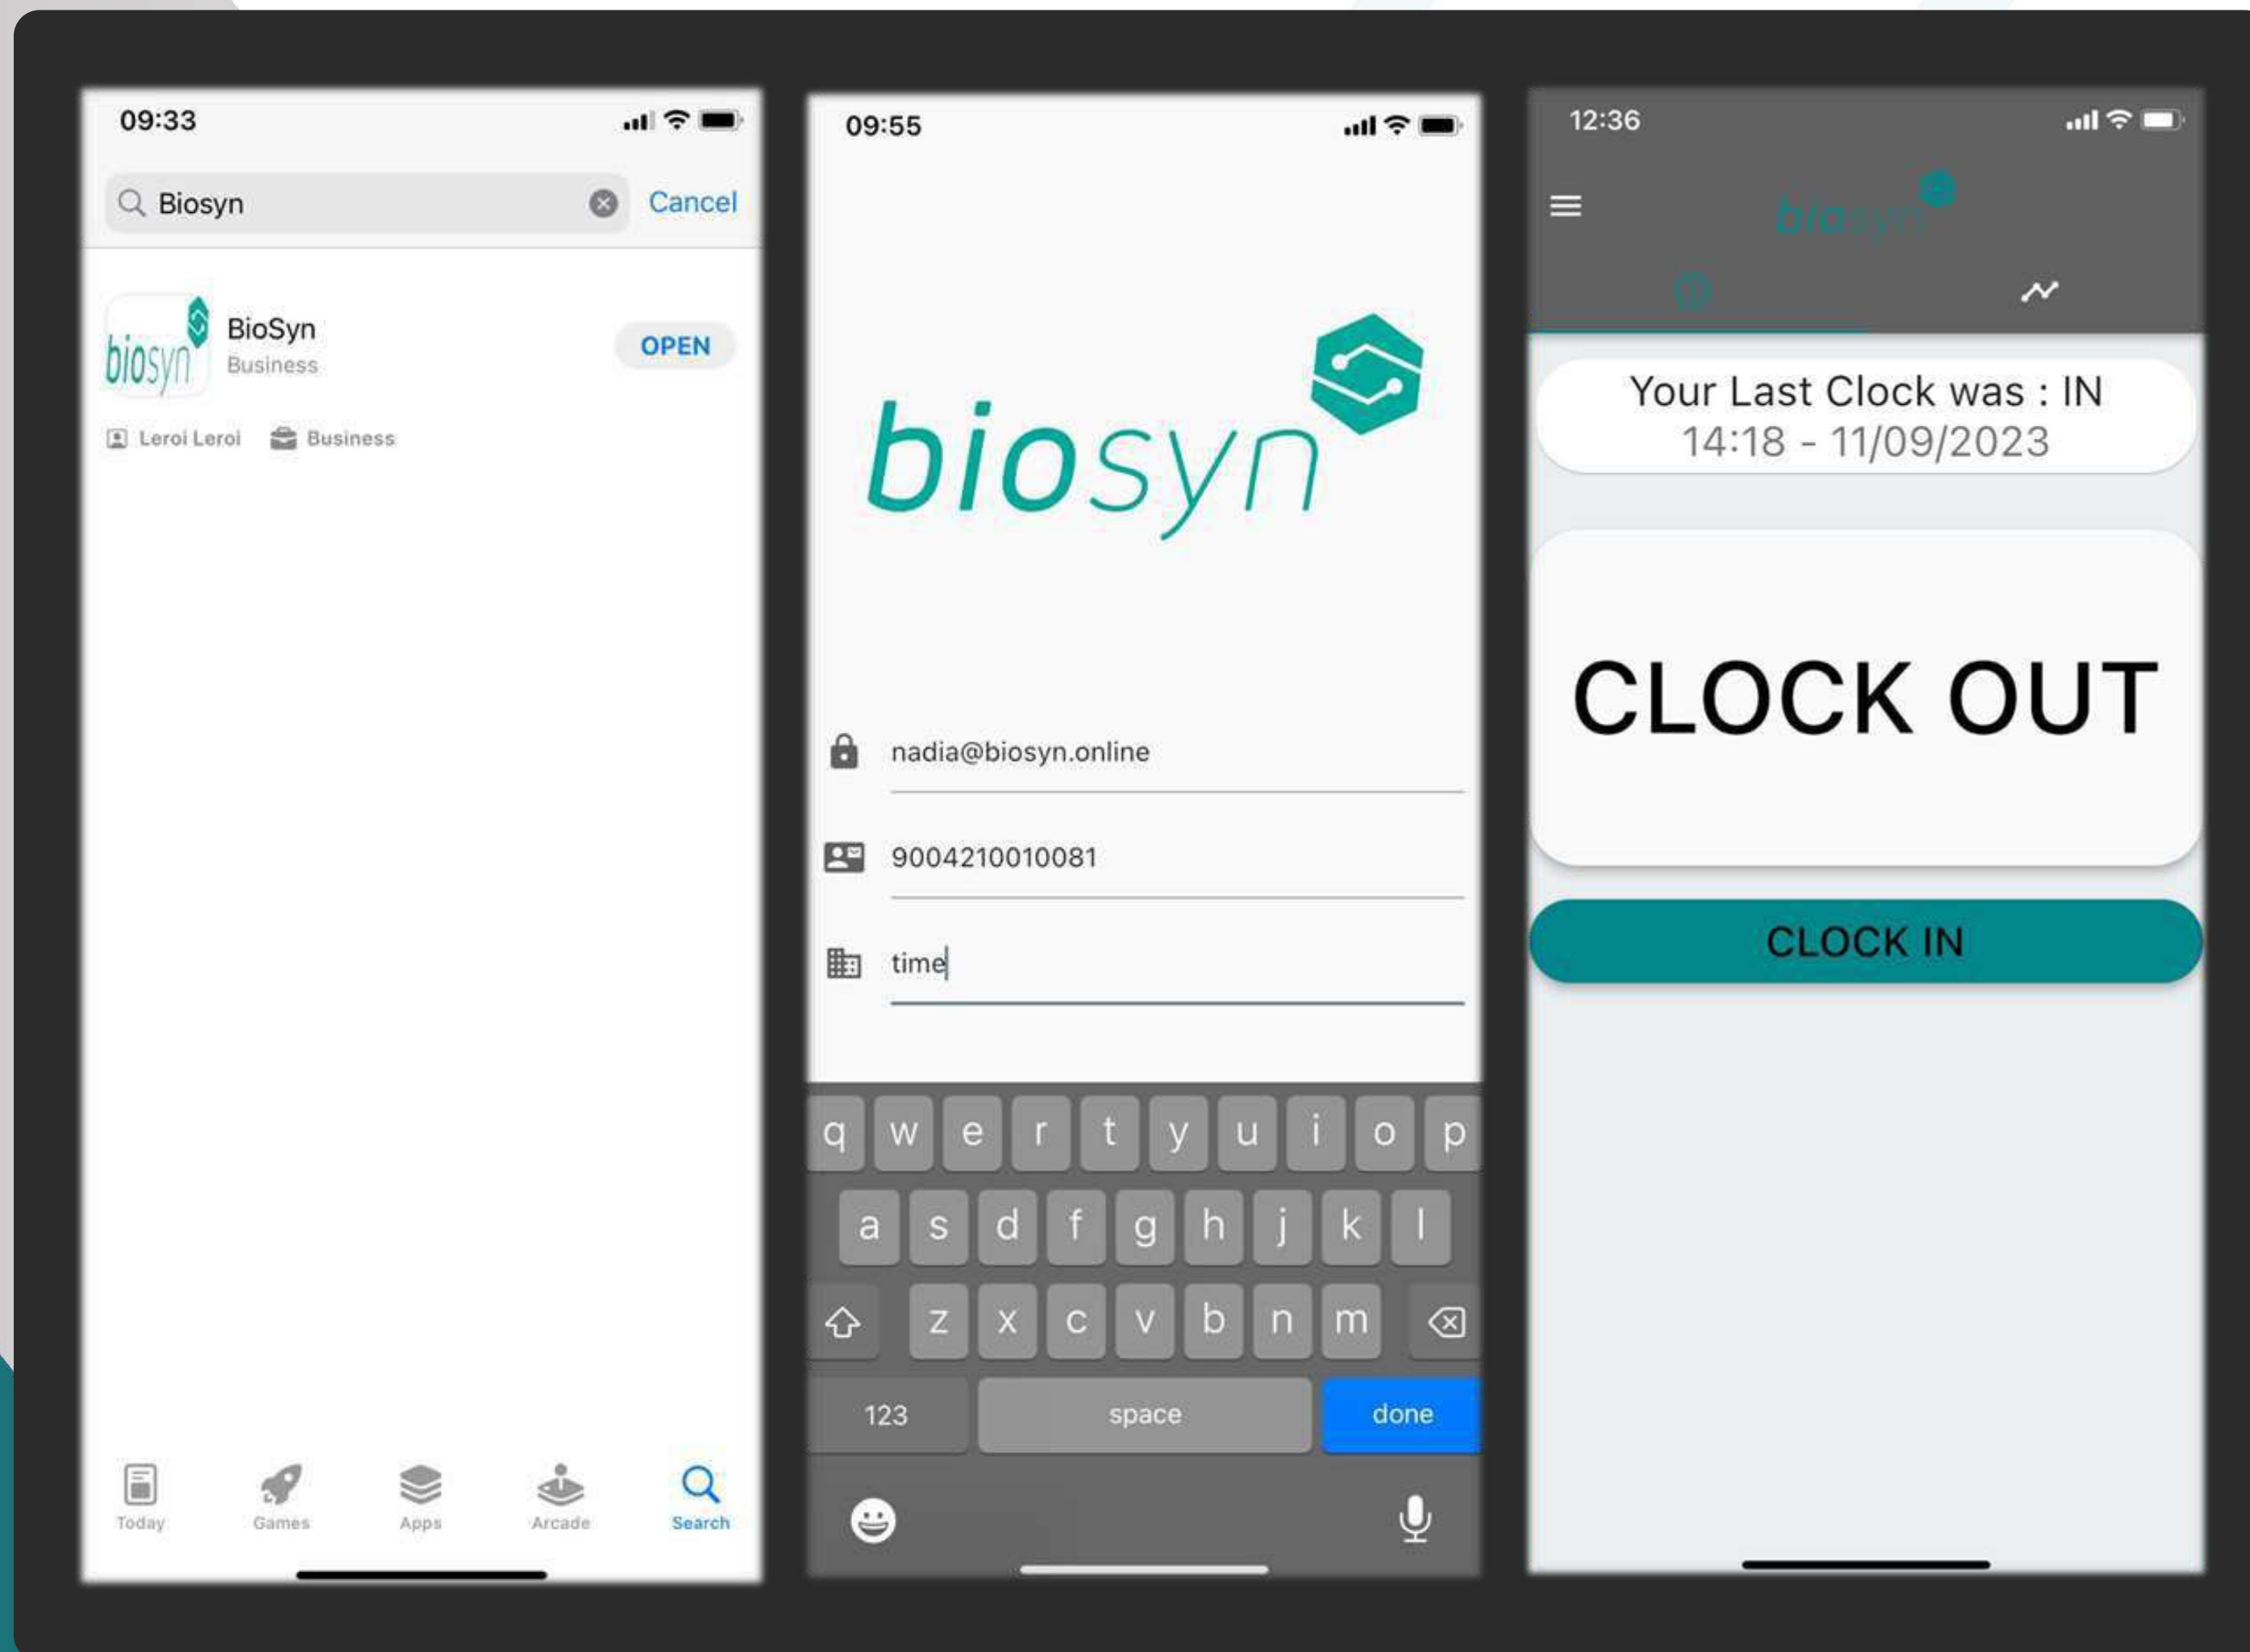 09:33
Biosyn
Cancel
biosyn
BioSyn
Business
OPEN
Leroi Leroi
Business
Today
Games
Apps
Arcade
Search
09:55
biosyn
nadia@biosyn.online
9004210010081
time
q w e r t y u i o p
a s d f g h j k l
z x c v b n m
123
space
done
12:36
biosyn
Your Last Clock was : IN
14:18 - 11/09/2023
CLOCK OUT
CLOCK IN